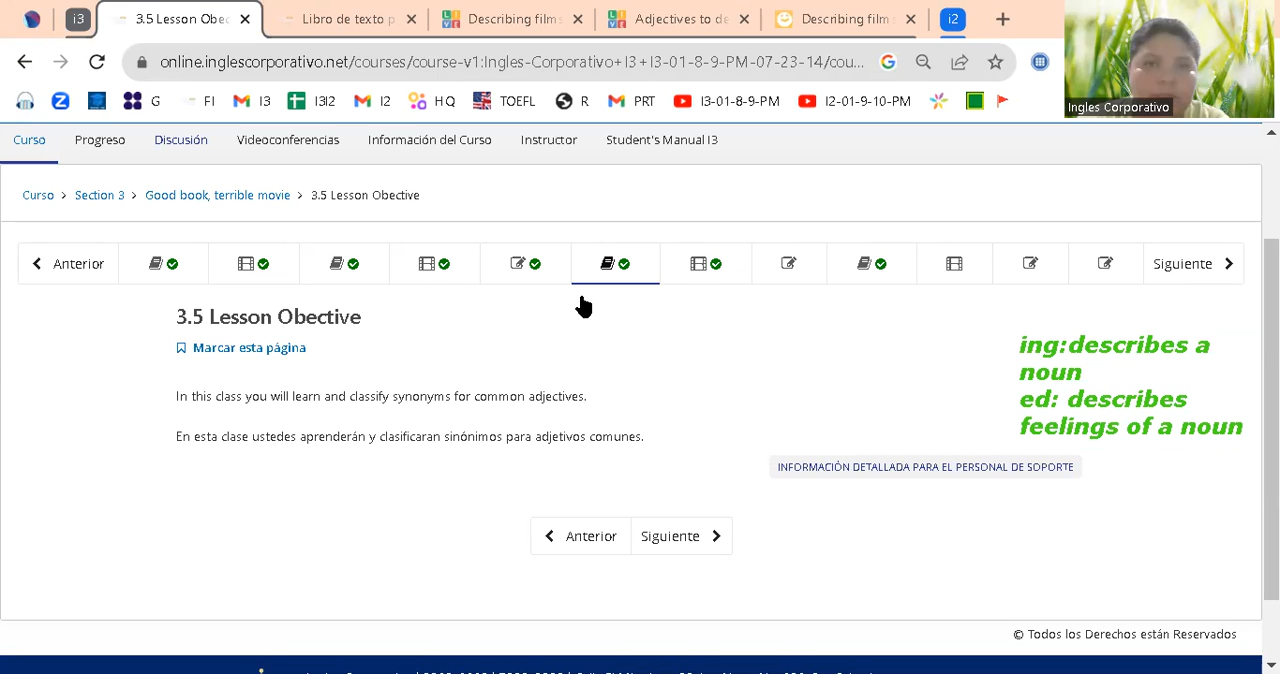 i3
3.5 Lesson Obec
Libro de texto p
Describing film
Adjectives to de
Describing film
i2
online.inglescorporativo.net/courses/course-v1:Ingles-Corporativo+I3+I3-01-8-9-PM-07-23-14/cou...
G
FI
I3
I3I2
I2
HQ
TOEFL
R
PRT
I3-01-8-9-PM
I2-01-9-10-PM
Ingles Corporativo
Curso
Progreso
Discusión
Videoconferencias
Información del Curso
Instructor
Student's Manual I3
Curso > Section 3 > Good book, terrible movie > 3.5 Lesson Obective
Anterior
Siguiente
3.5 Lesson Obective
Marcar esta página
ing:describes a
noun
ed: describes
feelings of a noun
In this class you will learn and classify synonyms for common adjectives.
En esta clase ustedes aprenderán y clasificaran sinónimos para adjetivos comunes.
INFORMACIÓN DETALLADA PARA EL PERSONAL DE SOPORTE
Anterior
Siguiente
© Todos los Derechos están Reservados